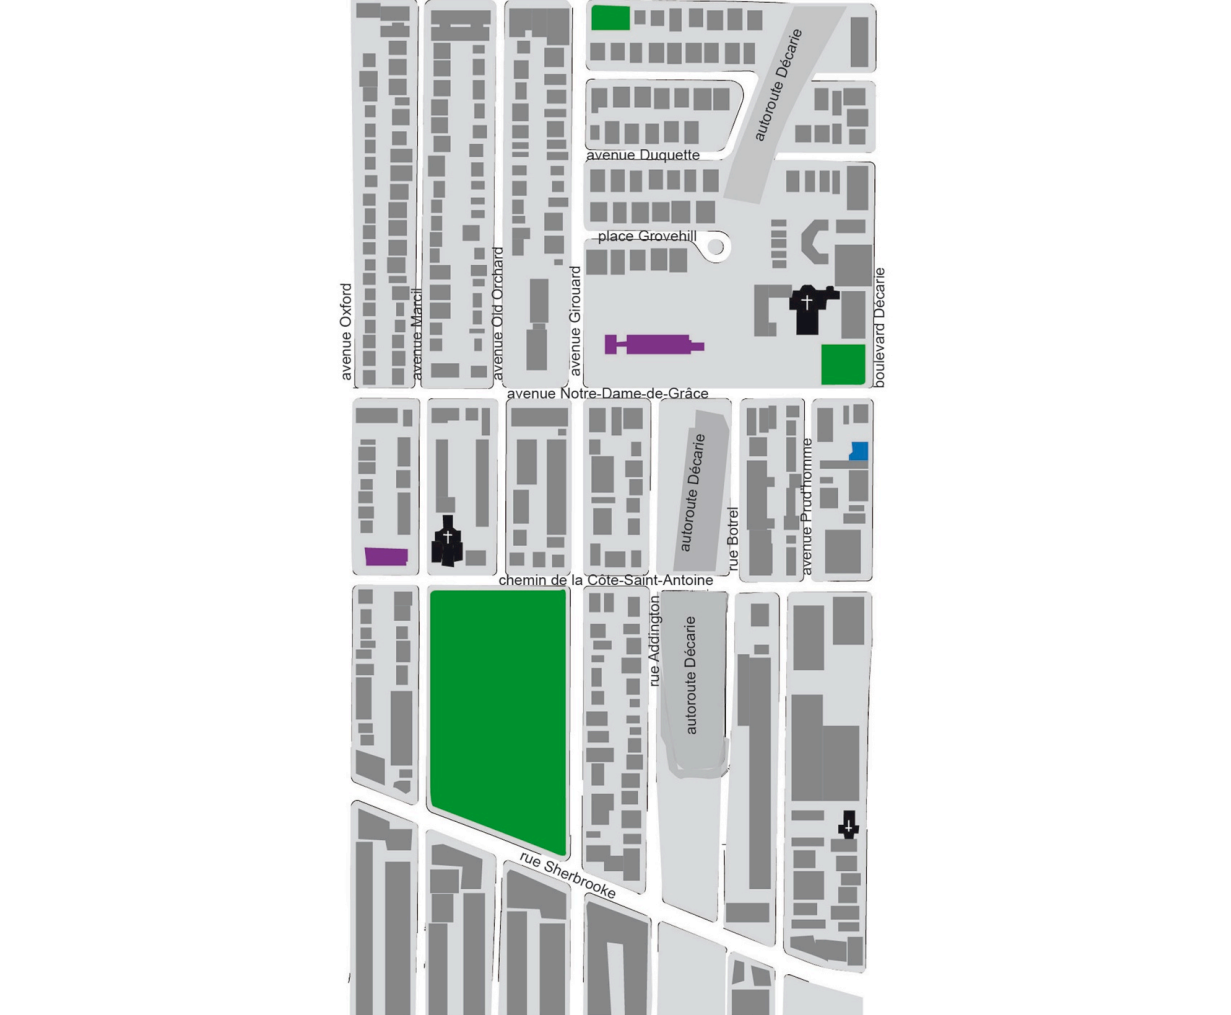 autoroute Décarie
avenue Duquette
place Grovehill
avenue Oxford
avenue Marcil
avenue Old Orchard
avenue Girouard
boulevard Décarie
avenue Notre-Dame-de-Grâce
autoroute Décarie
rue Botrel
avenue Prud'homme
chemin de la Côte-Saint-Antoine
rue Addington
autoroute Décarie
rue Sherbrooke